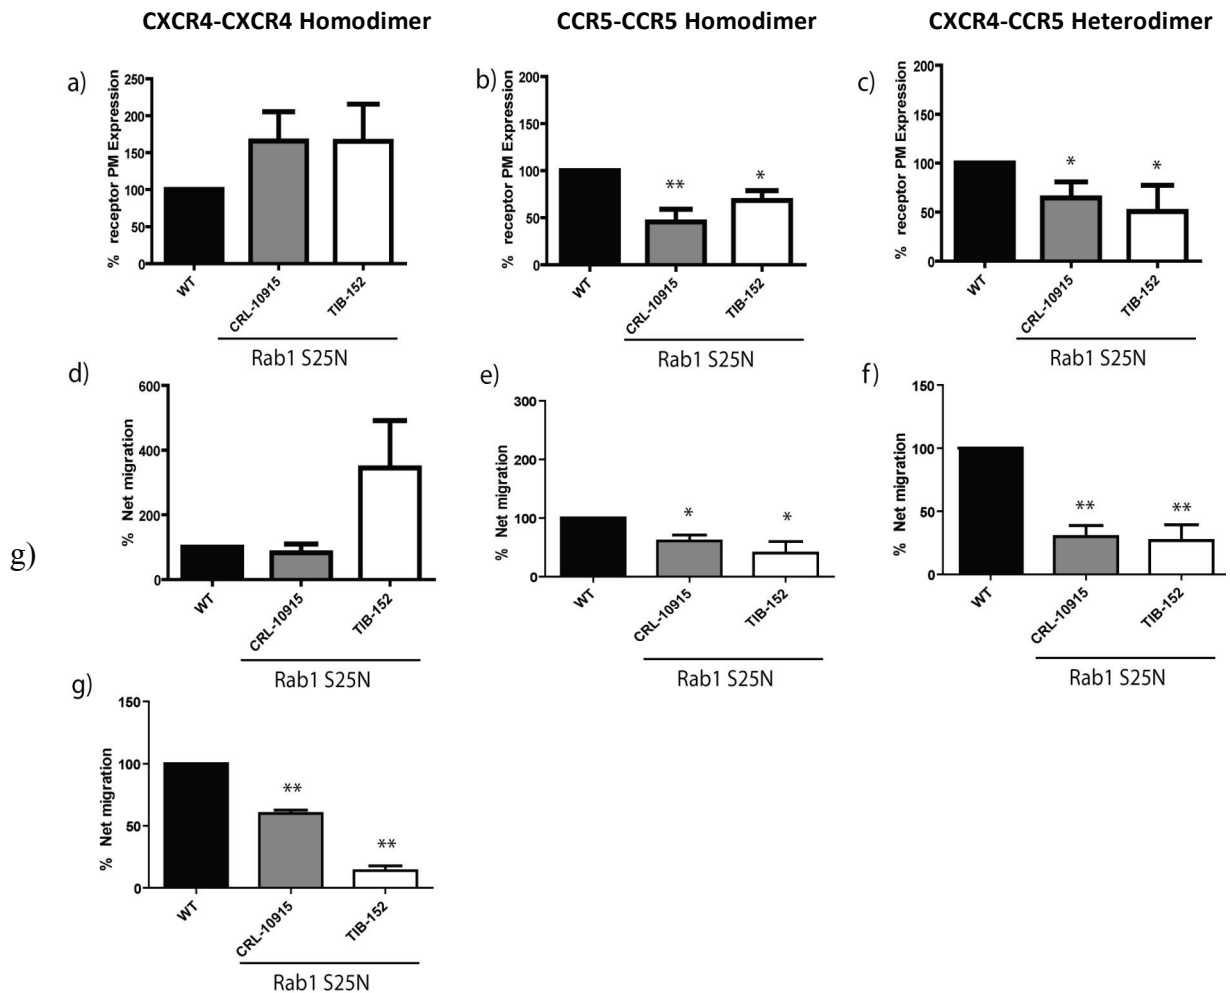 CXCR4-CXCR4 Homodimer
CCR5-CCR5 Homodimer
CXCR4-CCR5 Heterodimer
a)
% receptor PM Expression
250
200
150
100
50
0
WT
CRL-10915
TIB-152
Rab1 S25N
b)
% receptor PM Expression
200
150
100
50
0
**
*
WT
CRL-10915
TIB-152
Rab1 S25N
c)
% receptor PM Expression
200
150
100
50
0
*
*
WT
CRL-10915
TIB-152
Rab1 S25N
d)
% Net migration
600
400
200
0
WT
CRL-10915
TIB-152
Rab1 S25N
e)
% Net migration
300
200
100
0
*
*
WT
CRL-10915
TIB-152
Rab1 S25N
f)
% Net migration
150
100
50
0
**
**
WT
CRL-10915
TIB-152
Rab1 S25N
g)
g)
% Net migration
150
100
50
0
**
**
WT
CRL-10915
TIB-152
Rab1 S25N